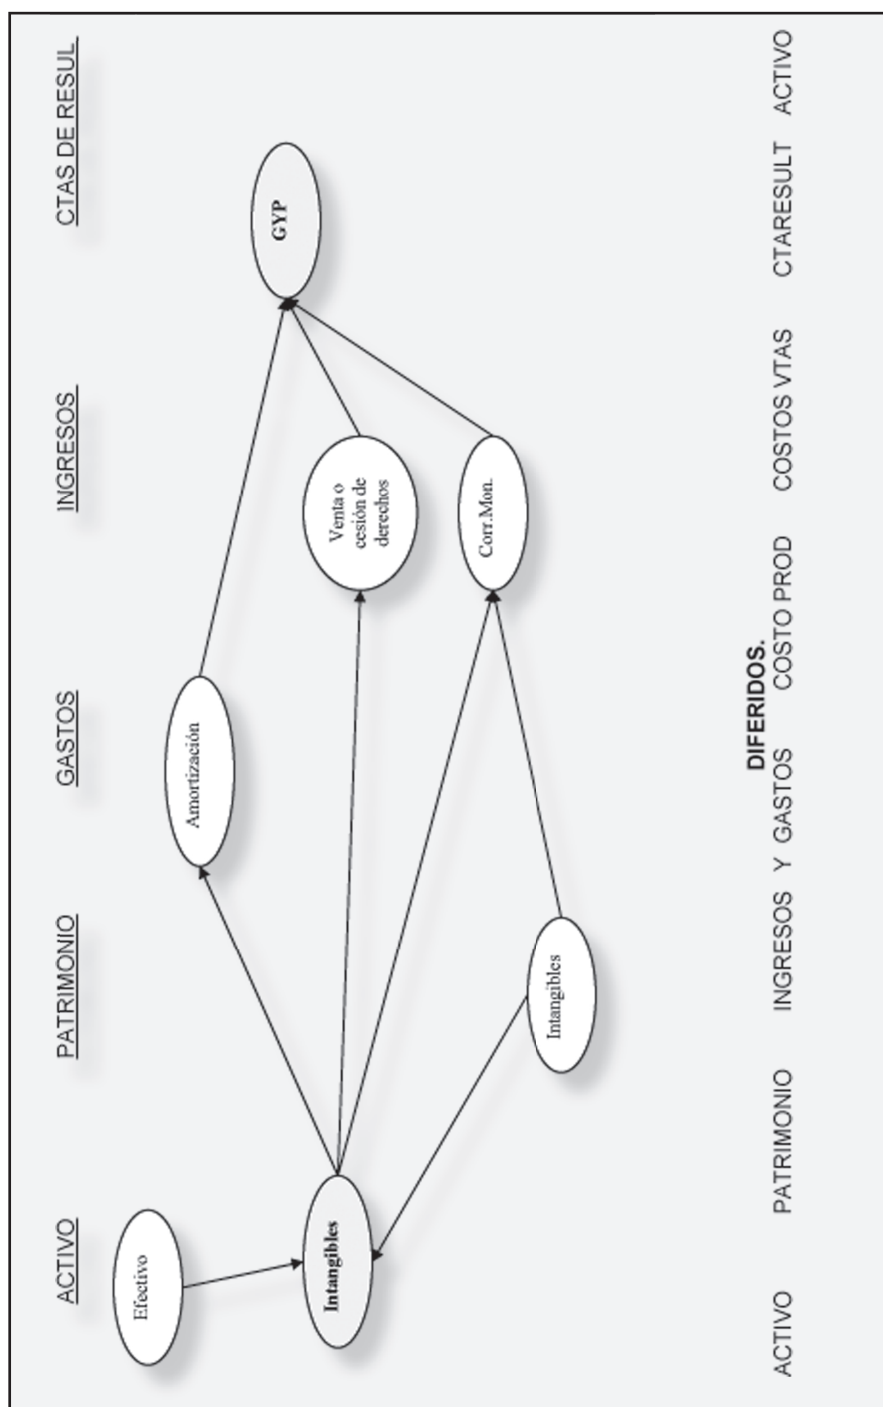 ACTIVO PATRIMONIO GASTOS INGRESOS CTAS DE RESUL
Efectivo
Amortización
GYP
Intangibles
Venta o
cesión de
derechos
Corr.Mon.
Intangibles
DIFERIDOS.
ACTIVO PATRIMONIO INGRESOS Y GASTOS COSTO PROD COSTOS VTAS CTARESULT ACTIVO